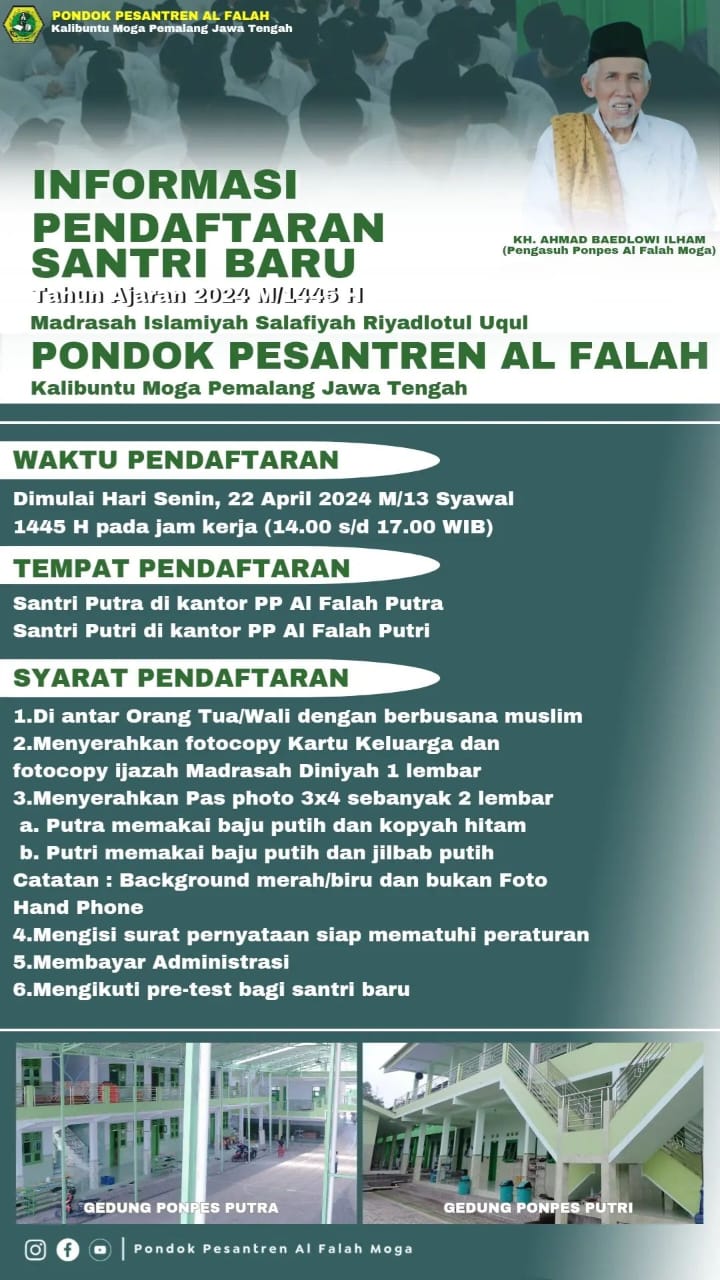 PONDOK PESANTREN AL FALAH
Kalibuntu Moga Pemalang Jawa Tengah
INFORMASI
PENDAFTARAN
SANTRI BARU
Tahun Ajaran 2024 M/1445 H
KH. AHMAD BAEDLOWI ILHAM
(Pengasuh Ponpes Al Falah Moga)
Madrasah Islamiyah Salafiyah Riyadlotul Uqul
PONDOK PESANTREN AL FALAH
Kalibuntu Moga Pemalang Jawa Tengah
WAKTU PENDAFTARAN
Dimulai Hari Senin, 22 April 2024 M/13 Syawal
1445 H pada jam kerja (14.00 s/d 17.00 WIB)
TEMPAT PENDAFTARAN
Santri Putra di kantor PP Al Falah Putra
Santri Putri di kantor PP Al Falah Putri
SYARAT PENDAFTARAN
1.Di antar Orang Tua/Wali dengan berbusana muslim
2.Menyerahkan fotocopy Kartu Keluarga dan
fotocopy ijazah Madrasah Diniyah 1 lembar
3.Menyerahkan Pas photo 3x4 sebanyak 2 lembar
a. Putra memakai baju putih dan kopyah hitam
b. Putri memakai baju putih dan jilbab putih
Catatan : Background merah/biru dan bukan Foto
Hand Phone
4.Mengisi surat pernyataan siap mematuhi peraturan
5.Membayar Administrasi
6.Mengikuti pre-test bagi santri baru
GEDUNG PONPES PUTRA
GEDUNG PONPES PUTRI
Pondok Pesantren Al Falah Moga